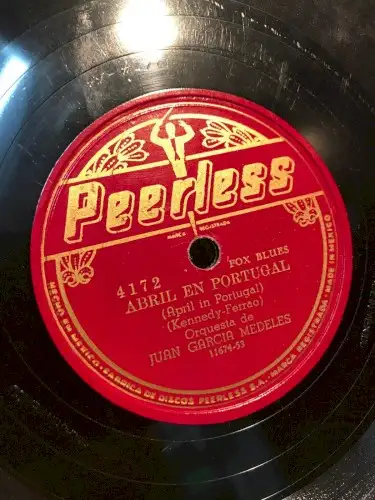 Peerless
MARCA REGISTRADA
4172 FOX BLUES
ABRIL EN PORTUGAL
(April in Portugal)
(Kennedy-Ferrão)
Orquesta de
JUAN GARCIA MEDELES
11674-53
HECHO EN MEXICO. FABRICA DE DISCOS PEERLESS S.A. - MARCA REGISTRADA - MADE IN MEXICO